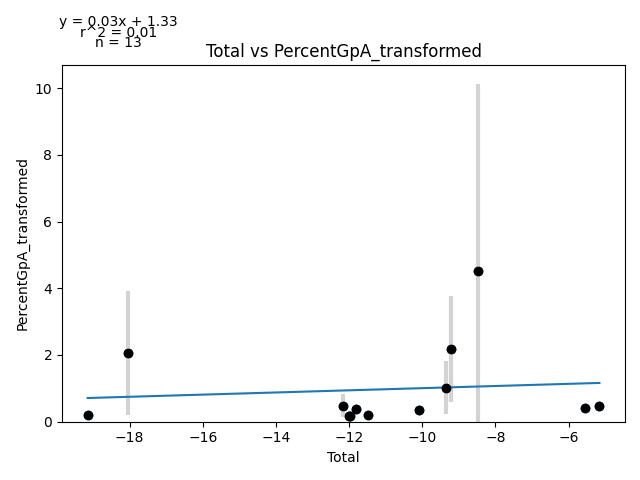 y = 0.03x + 1.33
r^2 = 0.01
n = 13
Total vs PercentGpA_transformed
PercentGpA_transformed
10
8
6
4
2
0
−18
−16
−14
−12
−10
−8
−6
Total